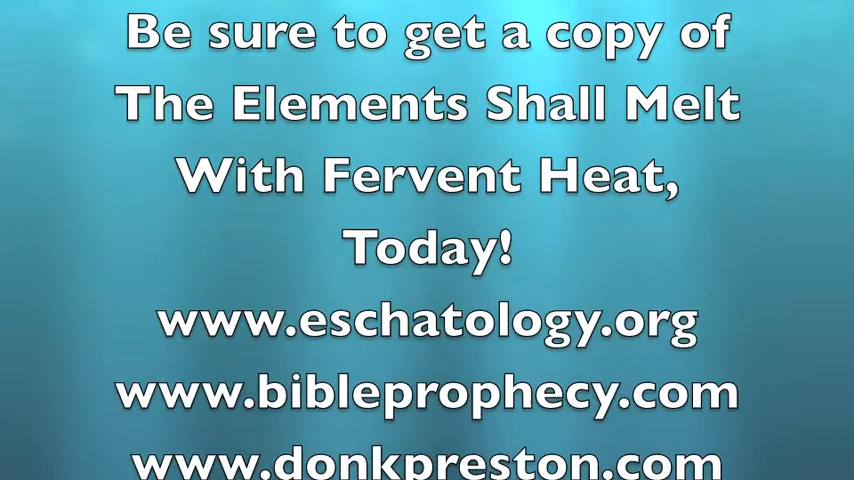 Be sure to get a copy of
The Elements Shall Melt
With Fervent Heat,
Today!
www.eschatology.org
www.bibleprophecy.com
www.donkpreston.com